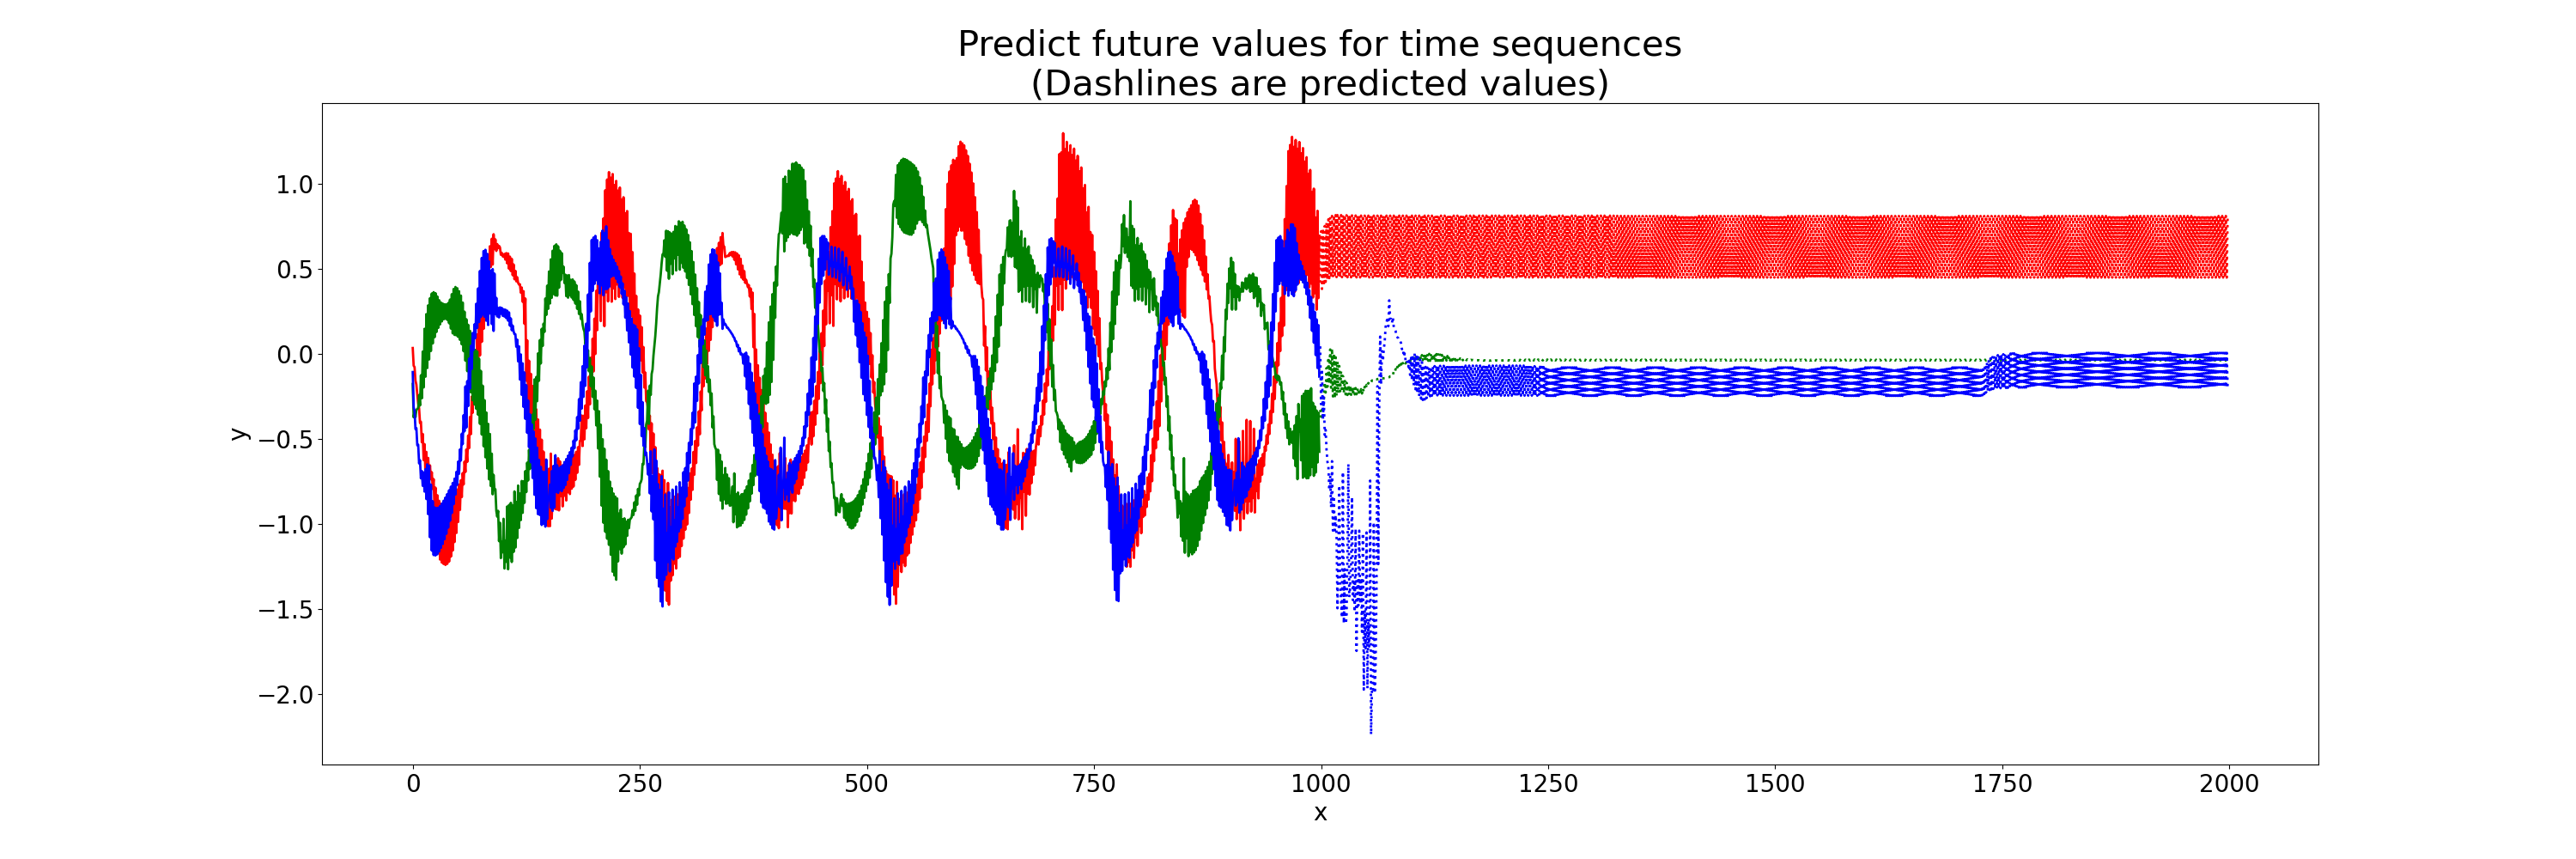 Predict future values for time sequences
(Dashlines are predicted values)
1.0
0.5
0.0
−0.5
−1.0
−1.5
−2.0
y
0 250 500 750 1000 1250 1500 1750 2000
x